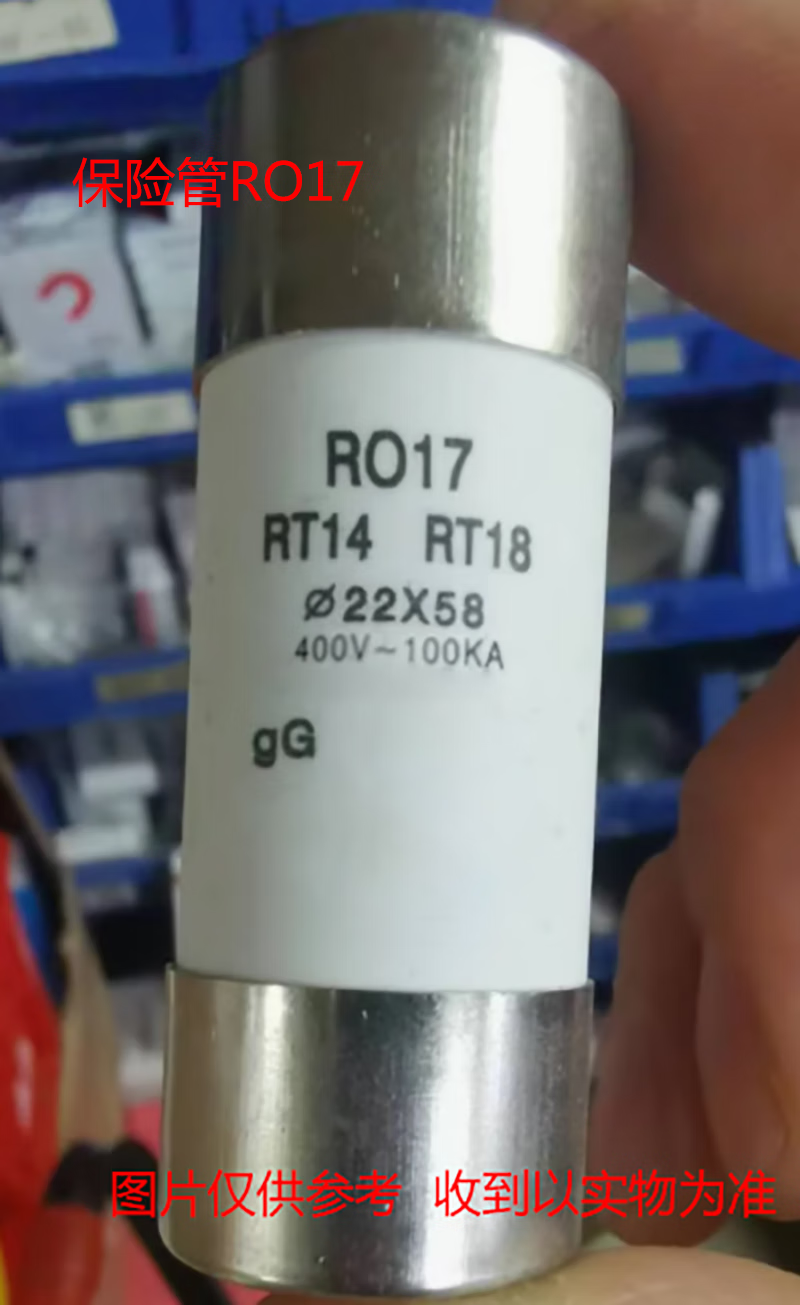 保险管RO17
RO17
RT14 RT18
Ø22X58
400V~100KA
gG
图片仅供参考 收到以实物为准